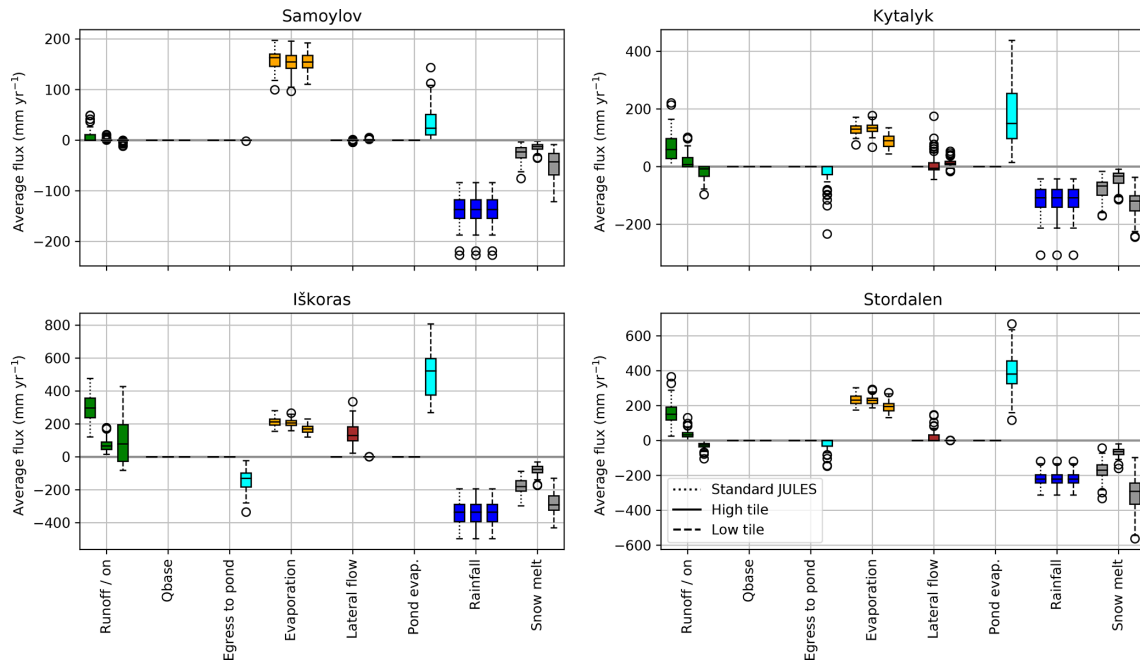 Samoylov
Kytalyk
Average flux (mm yr⁻¹)
200
100
0
−100
−200
Average flux (mm yr⁻¹)
400
200
0
−200
Iškoras
Stordalen
Average flux (mm yr⁻¹)
800
600
400
200
0
−200
−400
Average flux (mm yr⁻¹)
600
400
200
0
−200
−400
−600
Standard JULES
High tile
Low tile
Runoff / on
Qbase
Egress to pond
Evaporation
Lateral flow
Pond evap.
Rainfall
Snow melt
Runoff / on
Qbase
Egress to pond
Evaporation
Lateral flow
Pond evap.
Rainfall
Snow melt